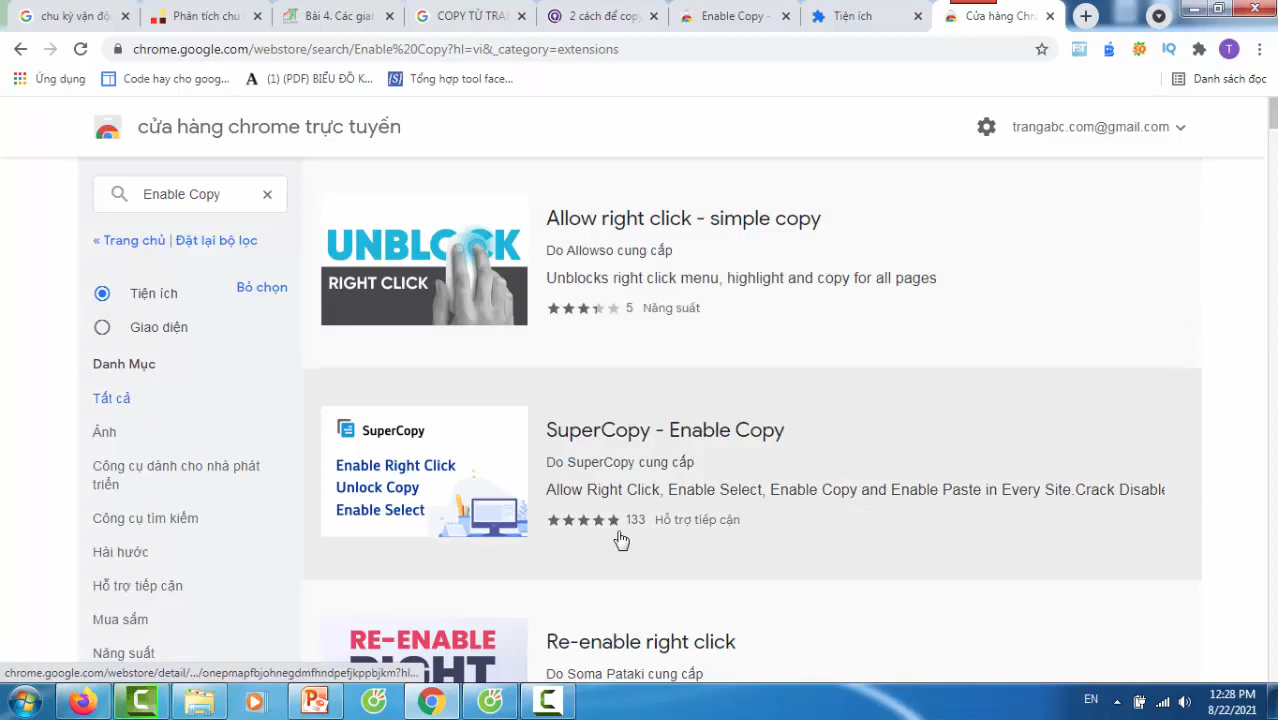 chu kỳ vận độ
Phân tích chu
Bài 4. Các giá
COPY TỪ TRA
2 cách để copy
Enable Copy -
Tiện ích
Cửa hàng Chro
chrome.google.com/webstore/search/Enable%20Copy?hl=vi&_category=extensions
IQ
T
Ứng dụng
Code hay cho goog...
A
(1) (PDF) BIỂU ĐỒ K...
Tổng hợp tool face...
Danh sách đọc
cửa hàng chrome trực tuyến
trangabc.com@gmail.com
Enable Copy
« Trang chủ | Đặt lại bộ lọc
Tiện ích
Bỏ chọn
Giao diện
Danh Mục
Tất cả
Ảnh
Công cụ dành cho nhà phát
triển
Công cụ tìm kiếm
Hài hước
Hỗ trợ tiếp cận
Mua sắm
Năng suất
UNBLOCK
RIGHT CLICK
Allow right click - simple copy
Do Allowso cung cấp
Unblocks right click menu, highlight and copy for all pages
5 Năng suất
SuperCopy
Enable Right Click
Unlock Copy
Enable Select
SuperCopy - Enable Copy
Do SuperCopy cung cấp
Allow Right Click, Enable Select, Enable Copy and Enable Paste in Every Site.Crack Disable
133 Hỗ trợ tiếp cận
RE-ENABLE
RIGHT
Re-enable right click
Do Soma Pataki cung cấp
chrome.google.com/webstore/detail/.../onepmapfbjohnegdmfhndpefjkppbjkm?hl...
EN
12:28 PM
8/22/2021